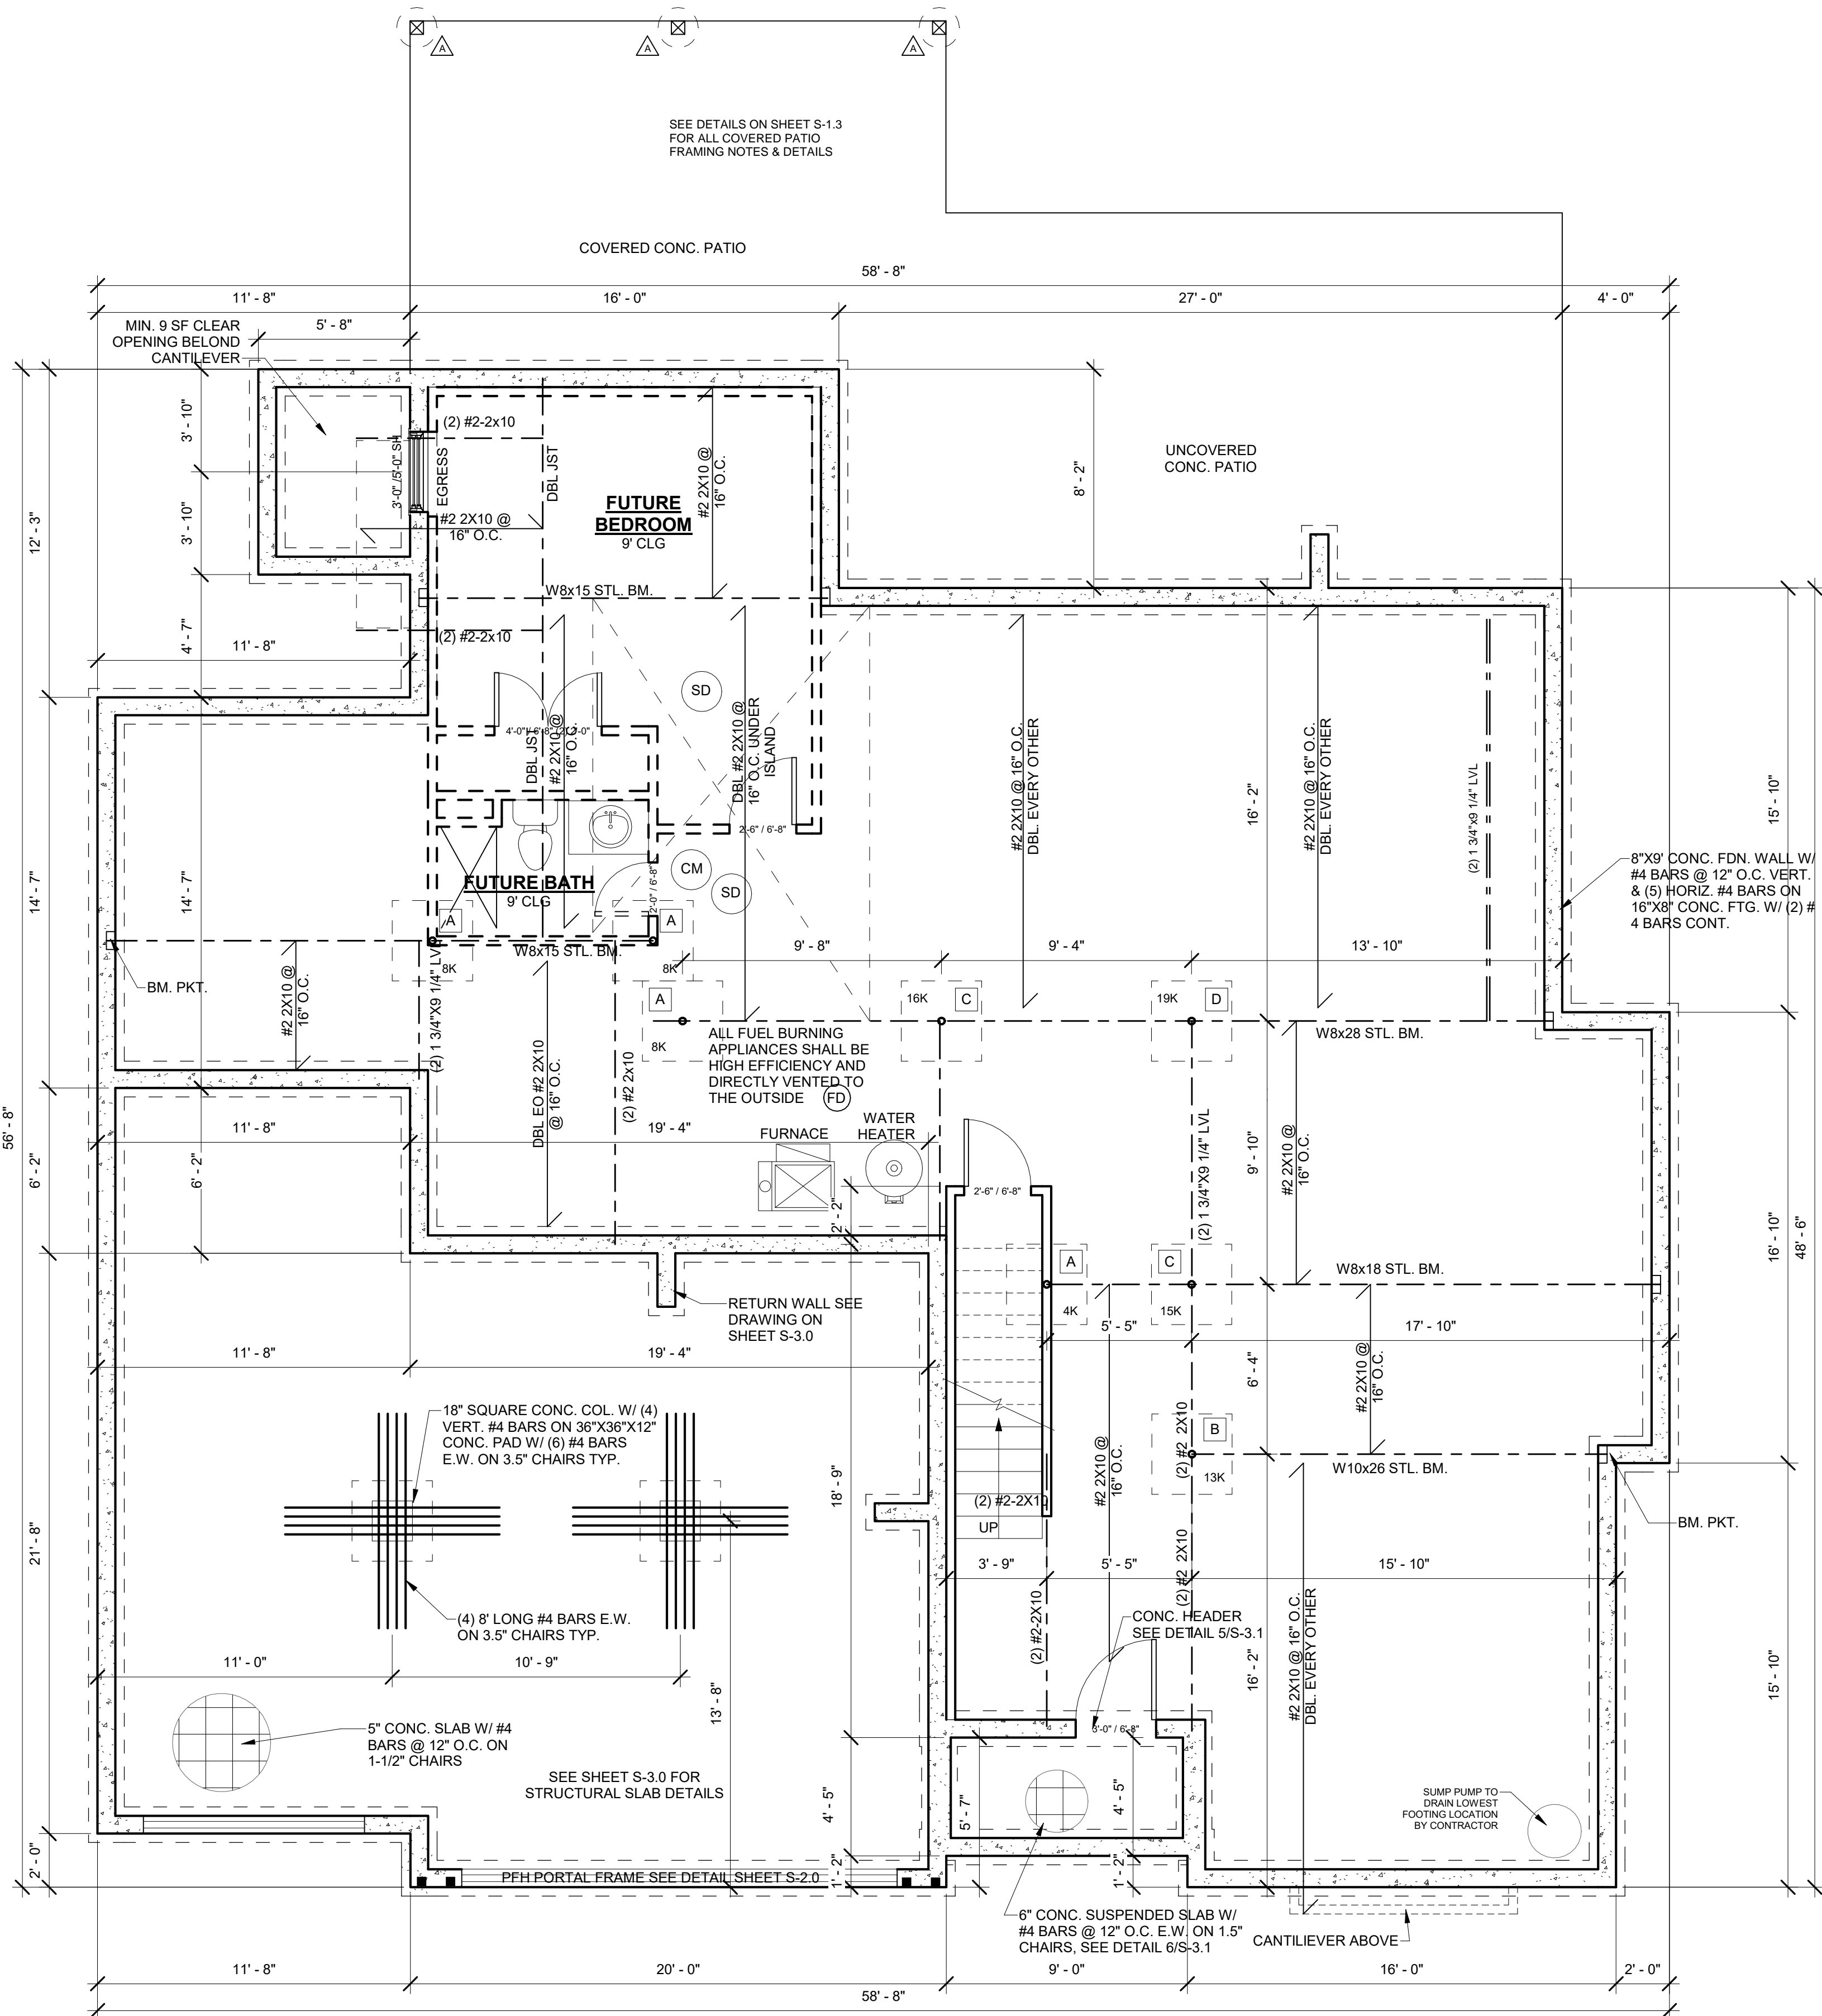 A
A
A
SEE DETAILS ON SHEET S-1.3
FOR ALL COVERED PATIO
FRAMING NOTES & DETAILS
COVERED CONC. PATIO
58' - 8"
11' - 8"
16' - 0"
27' - 0"
4' - 0"
MIN. 9 SF CLEAR
OPENING BELOND
CANTILEVER
5' - 8"
3' - 10"
3' - 10"
4' - 7"
12' - 3"
14' - 7"
14' - 7"
56' - 8"
6' - 2"
6' - 2"
21' - 8"
2' - 0"
(2) #2-2x10
3'-0" /5'-0" SH
EGRESS
DBL JST
#2 2X10 @
16" O.C.
FUTURE
BEDROOM
9' CLG
#2 2X10 @
16" O.C.
W8x15 STL. BM.
(2) #2-2x10
11' - 8"
UNCOVERED
CONC. PATIO
8' - 2"
SD
4'-0" / 6'-8" (2) 2'-0"
DBL JST
#2 2X10 @
16" O.C.
DBL #2 2X10 @
16" O.C. UNDER
ISLAND
2'-6" / 6'-8"
#2 2X10 @ 16" O.C.
DBL. EVERY OTHER
#2 2X10 @ 16" O.C.
DBL. EVERY OTHER
16' - 2"
(2) 1 3/4"x9 1/4" LVL
15' - 10"
8"X9' CONC. FDN. WALL W/
#4 BARS @ 12" O.C. VERT.
& (5) HORIZ. #4 BARS ON
16"X8" CONC. FTG. W/ (2) #
4 BARS CONT.
FUTURE BATH
9' CLG
2'-0" / 6'-8"
CM
SD
A
A
8K
8K
W8x15 STL. BM.
BM. PKT.
#2 2X10 @
16" O.C.
(2) 1 3/4"X9 1/4" LVL
9' - 8"
9' - 4"
13' - 10"
A
8K
16K
C
19K
D
W8x28 STL. BM.
ALL FUEL BURNING
APPLIANCES SHALL BE
HIGH EFFICIENCY AND
DIRECTLY VENTED TO
THE OUTSIDE
FD
DBL EO #2 2X10
@ 16" O.C.
(2) #2 2x10
11' - 8"
19' - 4"
FURNACE
WATER
HEATER
2' - 2"
2'-6" / 6'-8"
(2) 1 3/4"X9 1/4" LVL
9' - 10"
#2 2X10 @
16" O.C.
16' - 10"
48' - 6"
A
4K
C
15K
W8x18 STL. BM.
5' - 5"
17' - 10"
6' - 4"
#2 2X10 @
16" O.C.
RETURN WALL SEE
DRAWING ON
SHEET S-3.0
11' - 8"
19' - 4"
18" SQUARE CONC. COL. W/ (4)
VERT. #4 BARS ON 36"X36"X12"
CONC. PAD W/ (6) #4 BARS
E.W. ON 3.5" CHAIRS TYP.
18' - 9"
#2 2X10 @
16" O.C.
(2) #2 2X10
B
13K
W10x26 STL. BM.
BM. PKT.
(2) #2-2X10
UP
3' - 9"
5' - 5"
15' - 10"
(2) #2 2X10
(2) #2-2X10
(4) 8' LONG #4 BARS E.W.
ON 3.5" CHAIRS TYP.
CONC. HEADER
SEE DETAIL 5/S-3.1
#2 2X10 @ 16" O.C.
DBL. EVERY OTHER
16' - 2"
15' - 10"
11' - 0"
10' - 9"
13' - 8"
3'-0" / 6'-8"
5" CONC. SLAB W/ #4
BARS @ 12" O.C. ON
1-1/2" CHAIRS
SEE SHEET S-3.0 FOR
STRUCTURAL SLAB DETAILS
4' - 5"
5' - 7"
4' - 5"
SUMP PUMP TO
DRAIN LOWEST
FOOTING LOCATION
BY CONTRACTOR
PFH PORTAL FRAME SEE DETAIL SHEET S-2.0
1' - 2"
1' - 2"
6" CONC. SUSPENDED SLAB W/
#4 BARS @ 12" O.C. E.W. ON 1.5"
CHAIRS, SEE DETAIL 6/S-3.1
CANTILIEVER ABOVE
11' - 8"
20' - 0"
9' - 0"
16' - 0"
2' - 0"
58' - 8"